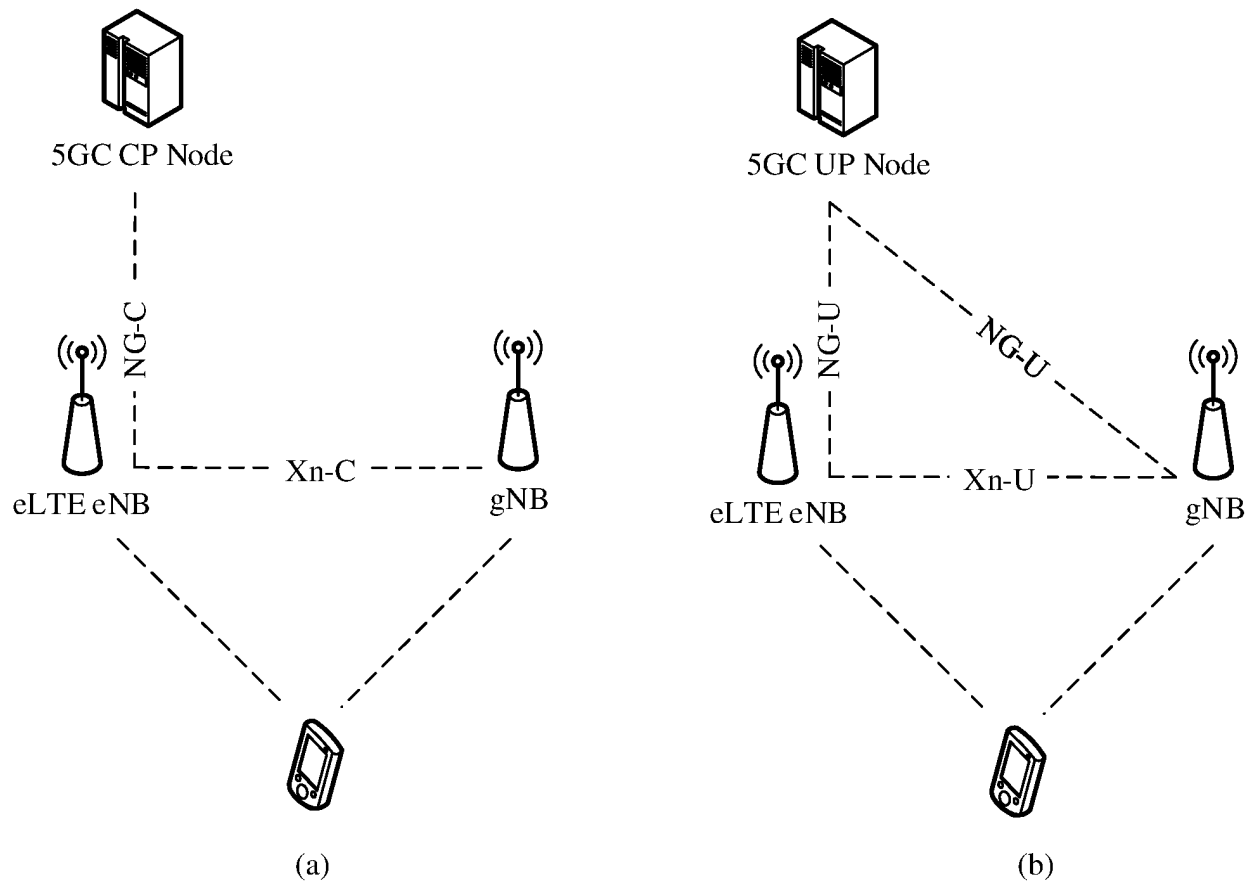 5GC CP Node
NG-C
Xn-C
eLTE eNB
gNB
(a)
5GC UP Node
NG-U
NG-U
Xn-U
eLTE eNB
gNB
(b)